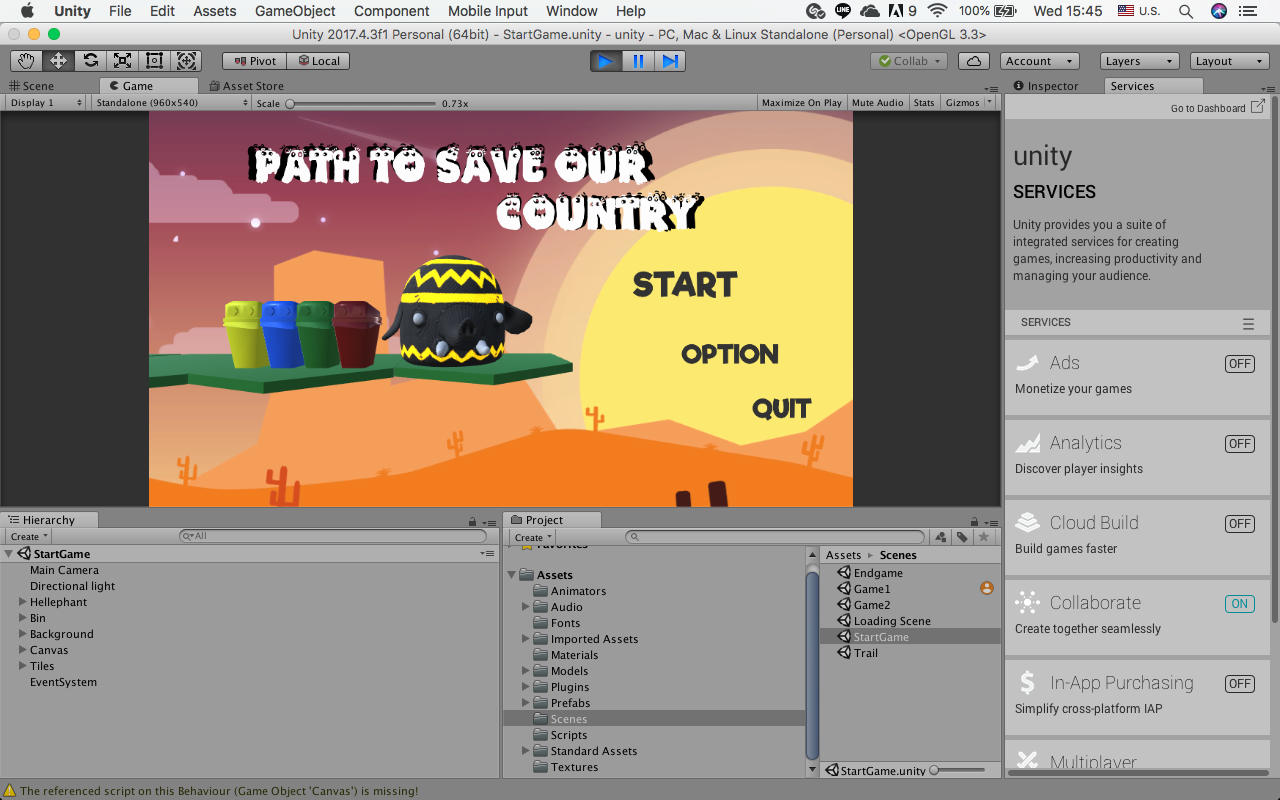 Unity File Edit Assets GameObject Component Mobile Input Window Help 9 100% Wed 15:45 U.S.
Unity 2017.4.3f1 Personal (64bit) - StartGame.unity - unity - PC, Mac & Linux Standalone (Personal) <OpenGL 3.3>
Pivot Local Collab Account Layers Layout
Scene Game Asset Store Inspector Services
Display 1 Standalone (960x540) Scale 0.73x Maximize On Play Mute Audio Stats Gizmos
Go to Dashboard
PATH TO SAVE OUR
COUNTRY
START
OPTION
QUIT
unity
SERVICES
Unity provides you a suite of
integrated services for creating
games, increasing productivity and
managing your audience.
SERVICES
Ads OFF
Monetize your games
Analytics OFF
Discover player insights
Cloud Build OFF
Build games faster
Collaborate ON
Create together seamlessly
In-App Purchasing OFF
Simplify cross-platform IAP
Multiplayer
Hierarchy
Create All
StartGame
Main Camera
Directional light
Hellephant
Bin
Background
Canvas
Tiles
EventSystem
Project
Create
Favorites
Assets
Animators
Audio
Fonts
Imported Assets
Materials
Models
Plugins
Prefabs
Scenes
Scripts
Standard Assets
Textures
Assets Scenes
Endgame
Game1
Game2
Loading Scene
StartGame
Trail
StartGame.unity
The referenced script on this Behaviour (Game Object 'Canvas') is missing!